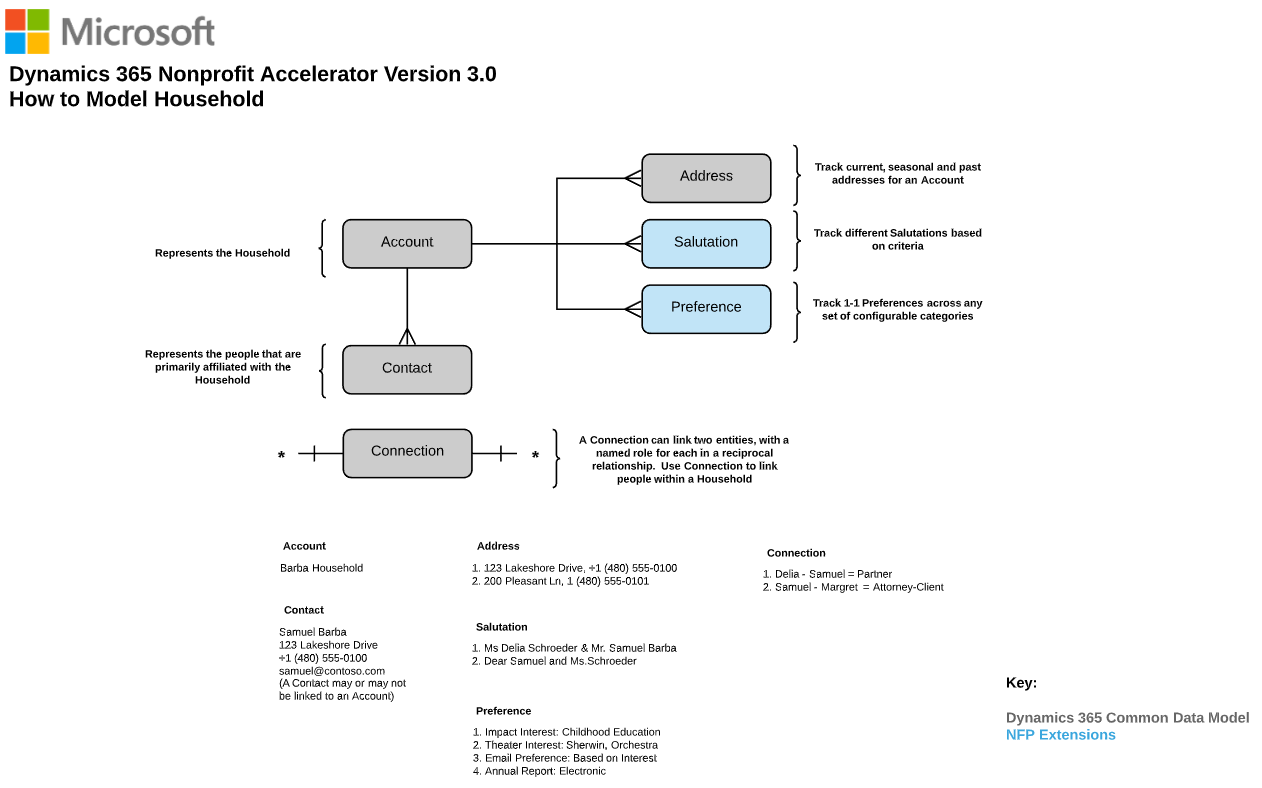 Microsoft
Dynamics 365 Nonprofit Accelerator Version 3.0
How to Model Household
Address
Track current, seasonal and past
addresses for an Account
Represents the Household
Account
Salutation
Track different Salutations based
on criteria
Preference
Track 1-1 Preferences across any
set of configurable categories
Represents the people that are
primarily affiliated with the
Household
Contact
*
Connection
*
A Connection can link two entities, with a
named role for each in a reciprocal
relationship. Use Connection to link
people within a Household
Account
Barba Household
Contact
Samuel Barba
123 Lakeshore Drive
+1 (480) 555-0100
samuel@contoso.com
(A Contact may or may not
be linked to an Account)
Address
1. 123 Lakeshore Drive, +1 (480) 555-0100
2. 200 Pleasant Ln, 1 (480) 555-0101
Salutation
1. Ms Delia Schroeder & Mr. Samuel Barba
2. Dear Samuel and Ms.Schroeder
Preference
1. Impact Interest: Childhood Education
2. Theater Interest: Sherwin, Orchestra
3. Email Preference: Based on Interest
4. Annual Report: Electronic
Connection
1. Delia - Samuel = Partner
2. Samuel - Margret = Attorney-Client
Key:
Dynamics 365 Common Data Model
NFP Extensions